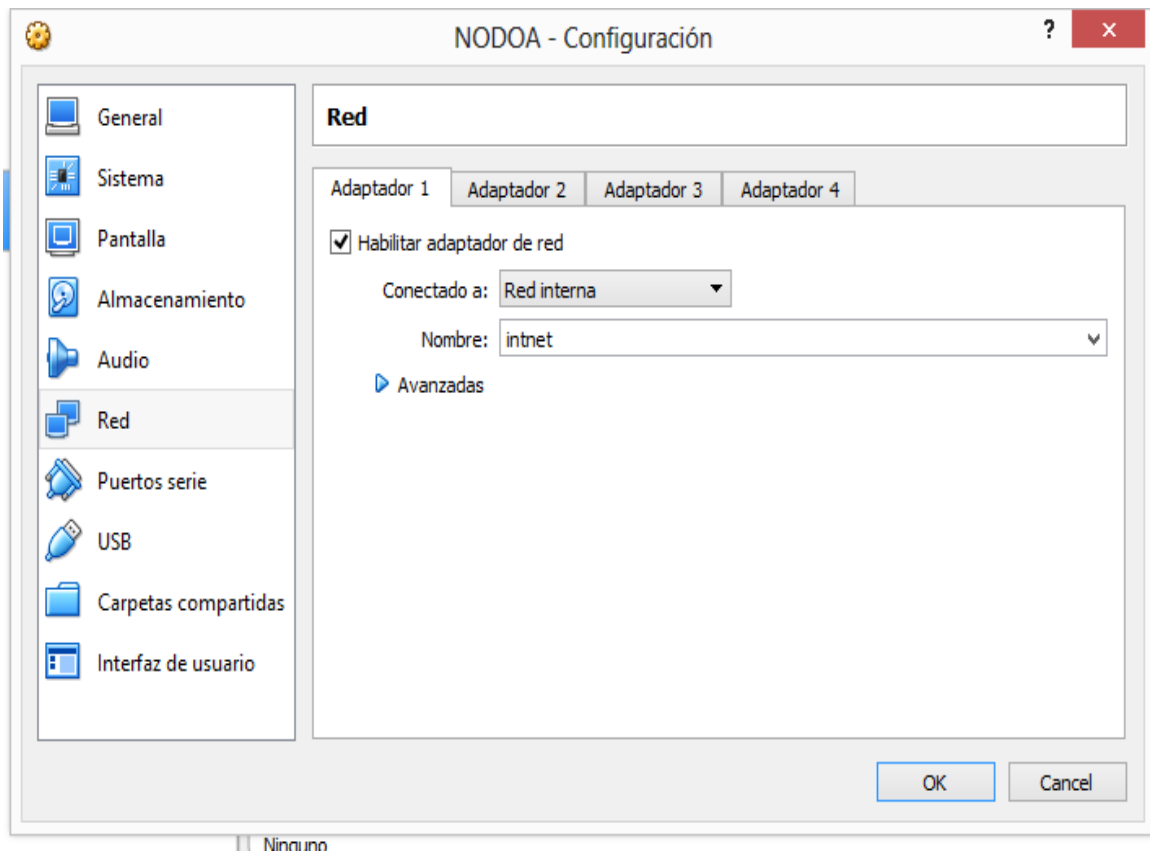 NODOA - Configuración
?
x
General
Sistema
Pantalla
Almacenamiento
Audio
Red
Puertos serie
USB
Carpetas compartidas
Interfaz de usuario
Red
Adaptador 1 Adaptador 2 Adaptador 3 Adaptador 4
Habilitar adaptador de red
Conectado a: Red interna
Nombre: intnet
Avanzadas
OK Cancel
Ninguno